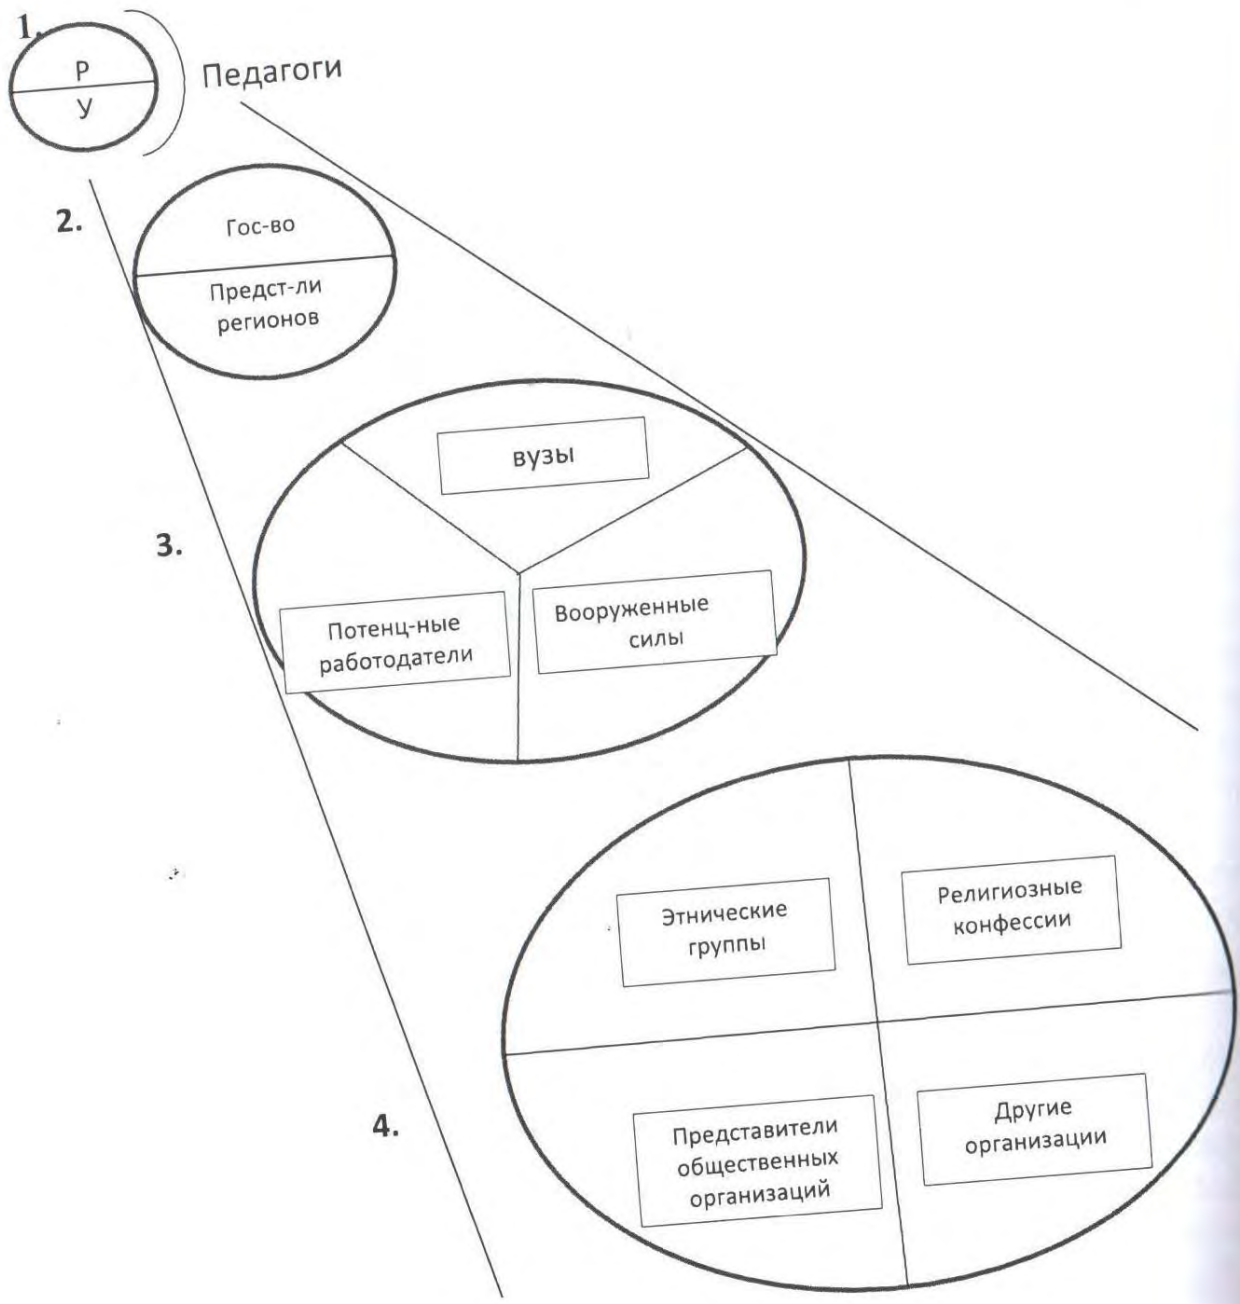 1.
Р
У
Педагоги
2.
Гос-во
Предст-ли
регионов
3.
вузы
Потенц-ные
работодатели
Вооруженные
силы
4.
Этнические
группы
Религиозные
конфессии
Представители
общественных
организаций
Другие
организации